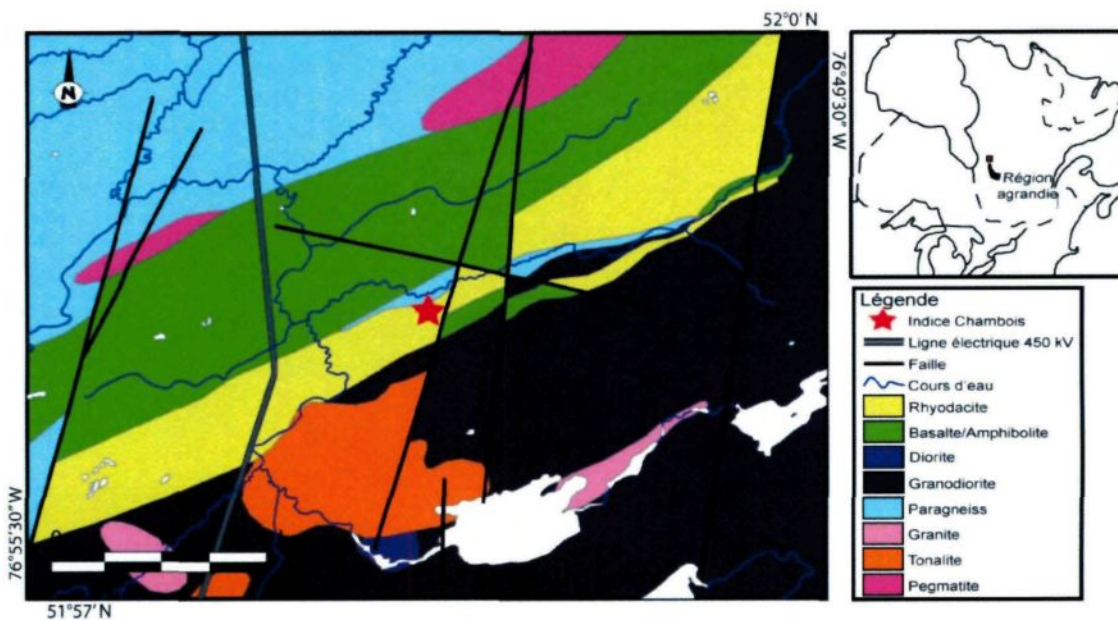 52°0' N
N
76°49'30" W
Région
agrandie
Légende
Indice Chambois
Ligne électrique 450 kV
Faille
Cours d'eau
Rhyodacite
Basalte/Amphibolite
Diorite
Granodiorite
Paragneiss
Granite
Tonalite
Pegmatite
76°55'30" W
51°57' N